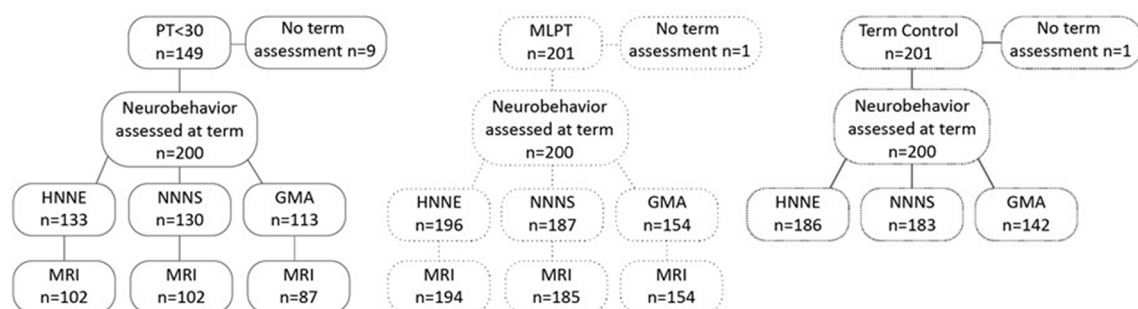 PT<30
n=149
No term
assessment n=9
Neurobehavior
assessed at term
n=200
HNNE
n=133
NNNS
n=130
GMA
n=113
MRI
n=102
MRI
n=102
MRI
n=87
MLPT
n=201
No term
assessment n=1
Neurobehavior
assessed at term
n=200
HNNE
n=196
NNNS
n=187
GMA
n=154
MRI
n=194
MRI
n=185
MRI
n=154
Term Control
n=201
No term
assessment n=1
Neurobehavior
assessed at term
n=200
HNNE
n=186
NNNS
n=183
GMA
n=142